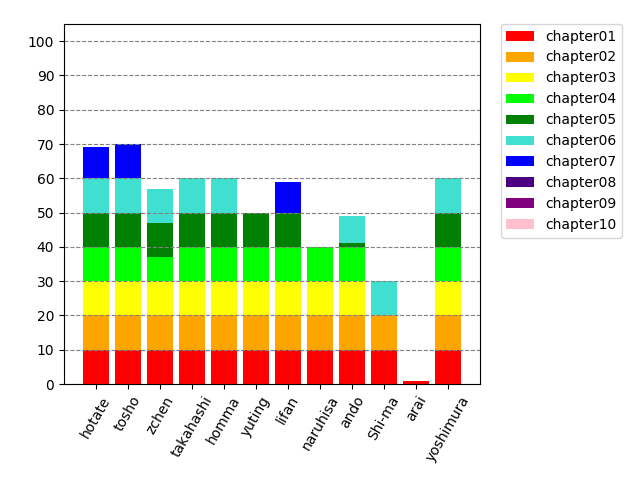 100
90
80
70
60
50
40
30
20
10
0
hotate
tosho
zchen
takahashi
homma
yuting
lifan
naruhisa
ando
Shi-ma
arai
yoshimura
chapter01
chapter02
chapter03
chapter04
chapter05
chapter06
chapter07
chapter08
chapter09
chapter10